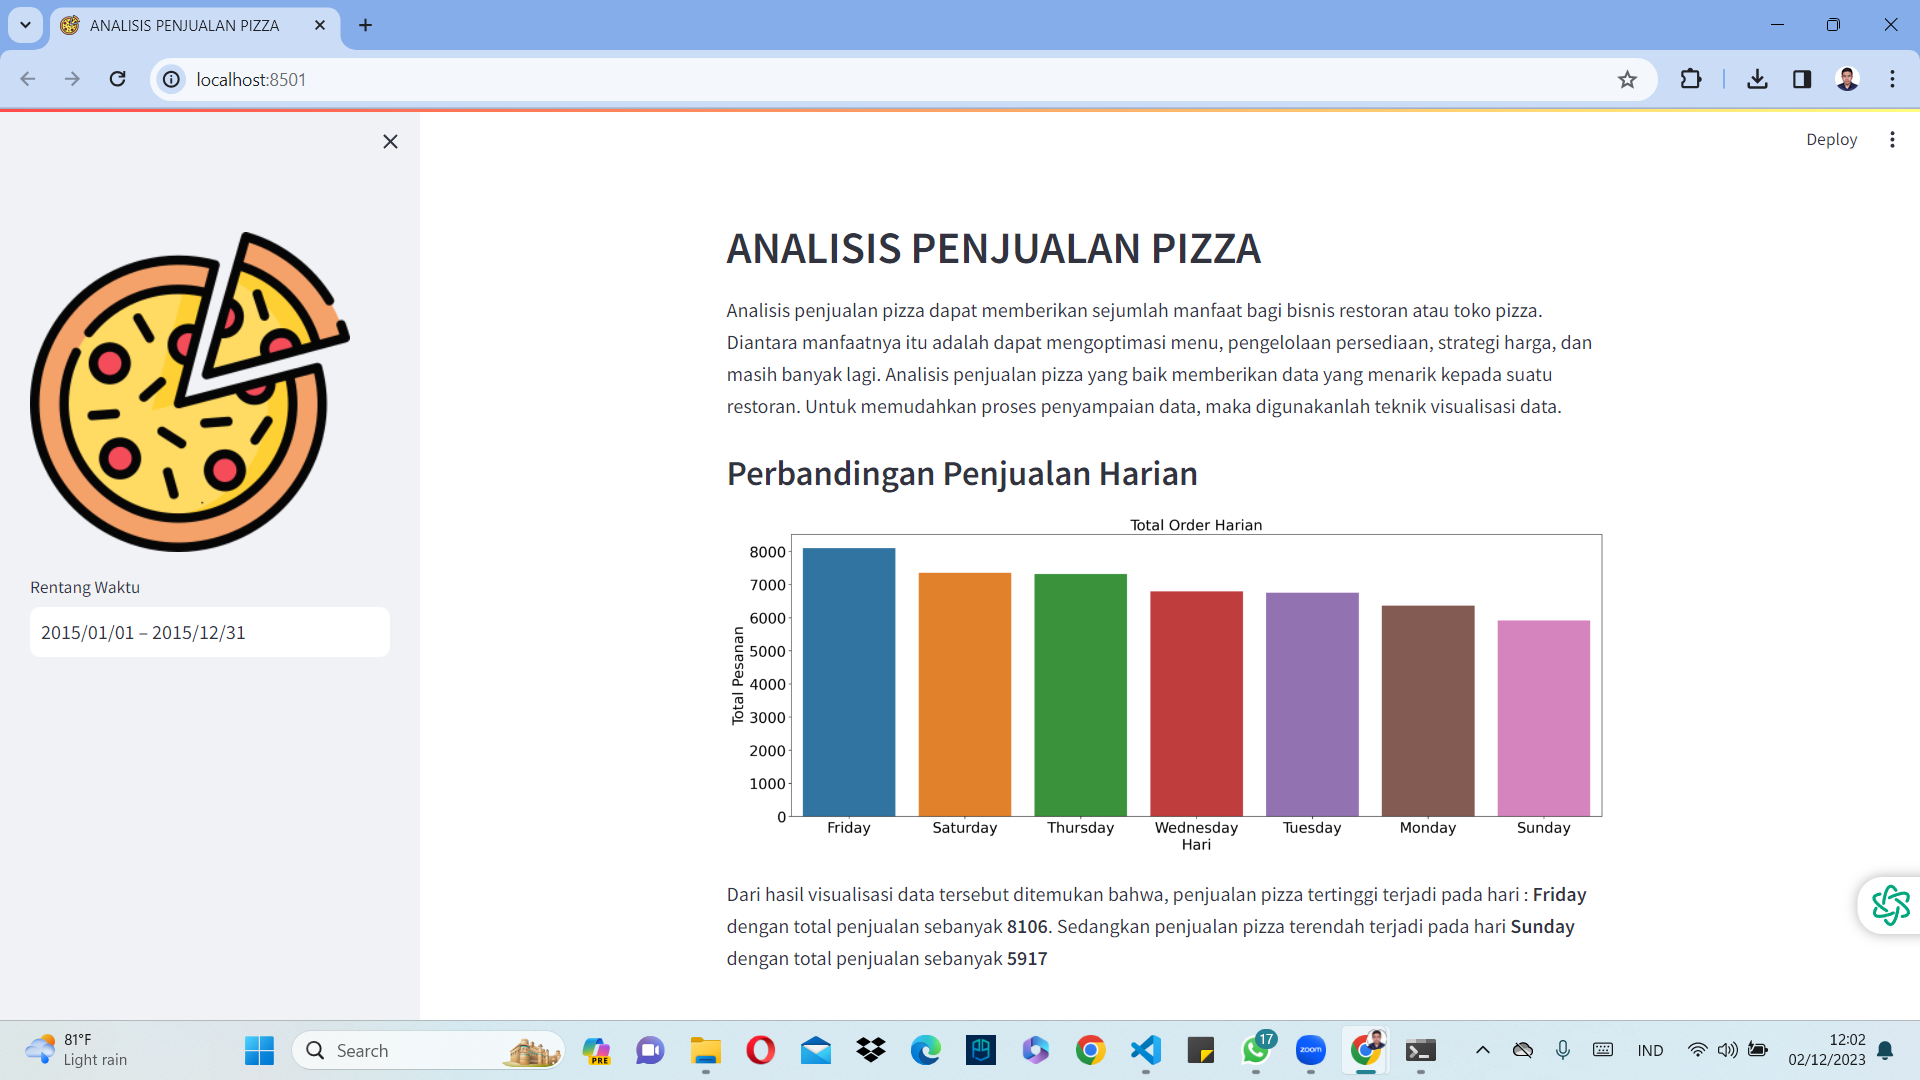 ANALISIS PENJUALAN PIZZA
localhost:8501
Deploy
Rentang Waktu
2015/01/01 – 2015/12/31
ANALISIS PENJUALAN PIZZA
Analisis penjualan pizza dapat memberikan sejumlah manfaat bagi bisnis restoran atau toko pizza.
Diantara manfaatnya itu adalah dapat mengoptimasi menu, pengelolaan persediaan, strategi harga, dan
masih banyak lagi. Analisis penjualan pizza yang baik memberikan data yang menarik kepada suatu
restoran. Untuk memudahkan proses penyampaian data, maka digunakanlah teknik visualisasi data.
Perbandingan Penjualan Harian
Total Order Harian
Total Pesanan
8000
7000
6000
5000
4000
3000
2000
1000
0
Friday Saturday Thursday Wednesday Tuesday Monday Sunday
Hari
Dari hasil visualisasi data tersebut ditemukan bahwa, penjualan pizza tertinggi terjadi pada hari : Friday
dengan total penjualan sebanyak 8106. Sedangkan penjualan pizza terendah terjadi pada hari Sunday
dengan total penjualan sebanyak 5917
81°F
Light rain
Search
PRE
17
zoom
IND
12:02
02/12/2023